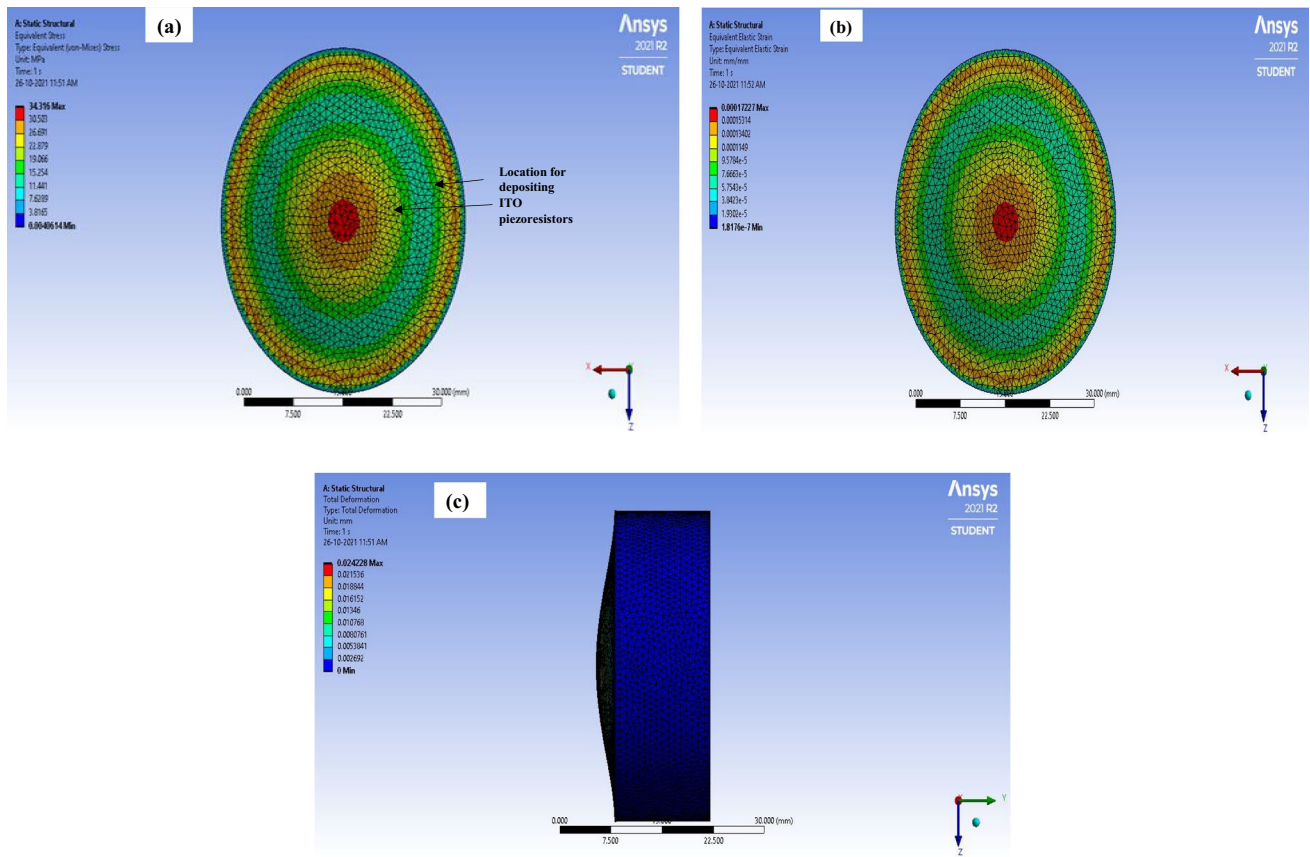 (a)
A: Static Structural
Equivalent Stress
Type: Equivalent (von-Mises) Stress
Unit: MPa
Time: 1 s
26-10-2021 11:51 AM
34.316 Max
30.503
26.691
22.879
19.066
15.254
11.441
7.6289
3.8165
0.0040614 Min
Ansys
2021 R2
STUDENT
Location for
depositing
ITO
piezoresistors
0.000
30.000 (mm)
7.500
22.500
X
Z
(b)
A: Static Structural
Equivalent Elastic Strain
Type: Equivalent Elastic Strain
Unit: mm/mm
Time: 1 s
26-10-2021 11:52 AM
0.00017227 Max
0.00015314
0.00013402
0.0001149
9.5784e-5
7.6663e-5
5.7543e-5
3.8423e-5
1.9302e-5
1.8176e-7 Min
Ansys
2021 R2
STUDENT
0.000
30.000 (mm)
7.500
22.500
X
Z
(c)
A: Static Structural
Total Deformation
Type: Total Deformation
Unit: mm
Time: 1 s
26-10-2021 11:51 AM
0.024228 Max
0.021536
0.018844
0.016152
0.01346
0.010768
0.0080761
0.0053841
0.002692
0 Min
Ansys
2021 R2
STUDENT
0.000
30.000 (mm)
7.500
22.500
Y
Z